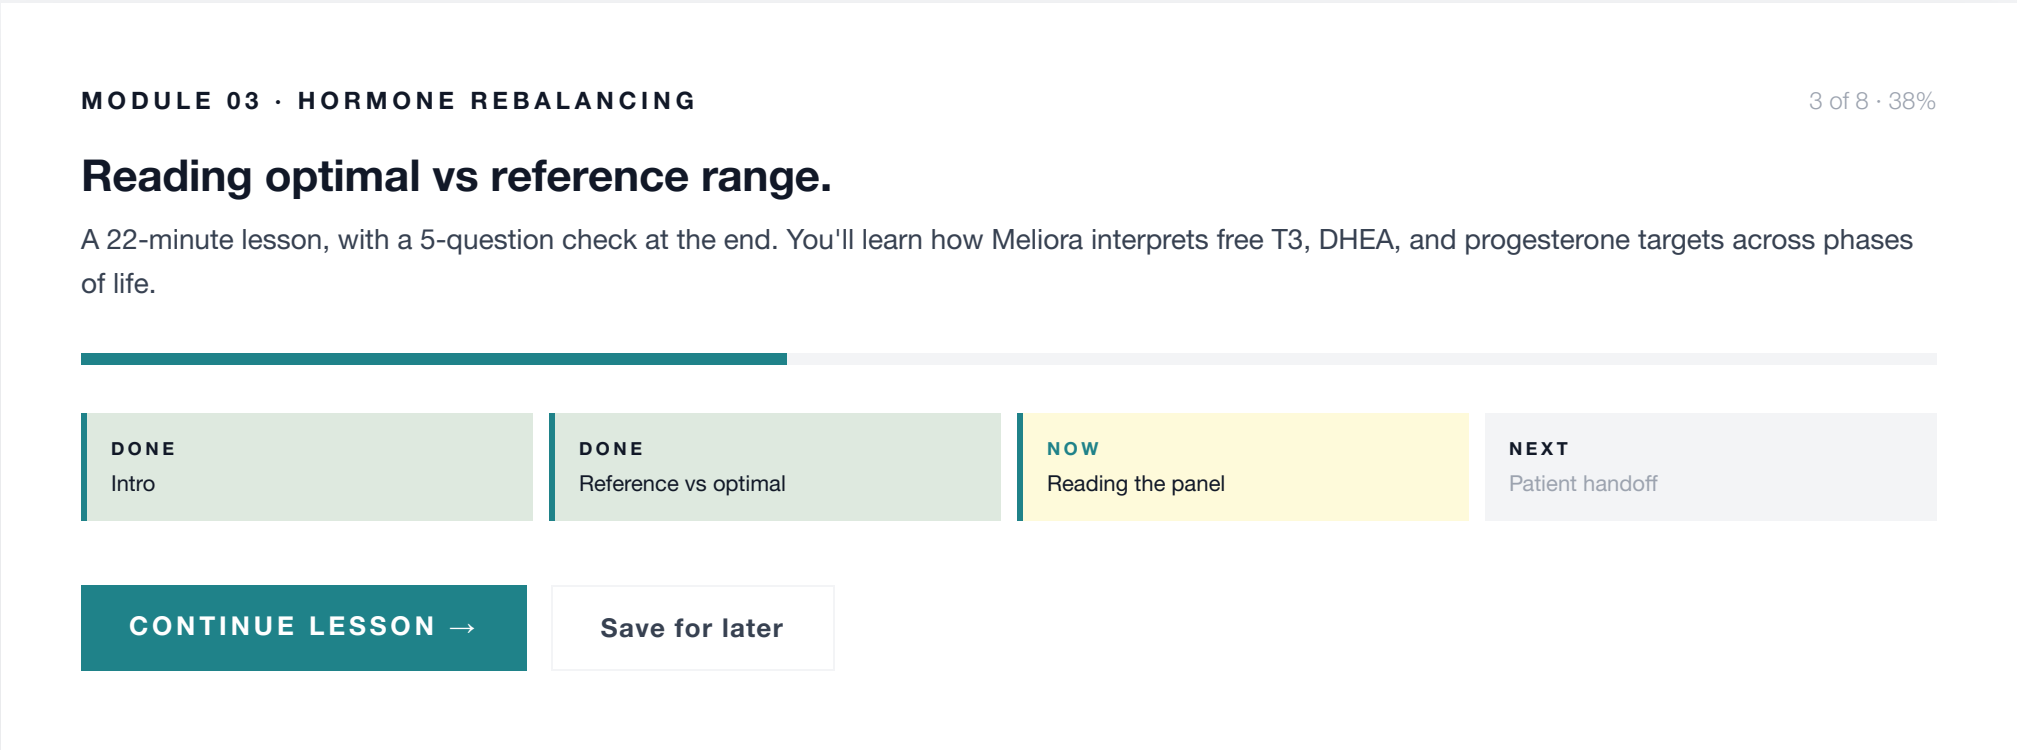 MODULE 03 · HORMONE REBALANCING
3 of 8 · 38%
Reading optimal vs reference range.
A 22-minute lesson, with a 5-question check at the end. You'll learn how Meliora interprets free T3, DHEA, and progesterone targets across phases
of life.
DONE
Intro
DONE
Reference vs optimal
NOW
Reading the panel
NEXT
Patient handoff
CONTINUE LESSON →
Save for later